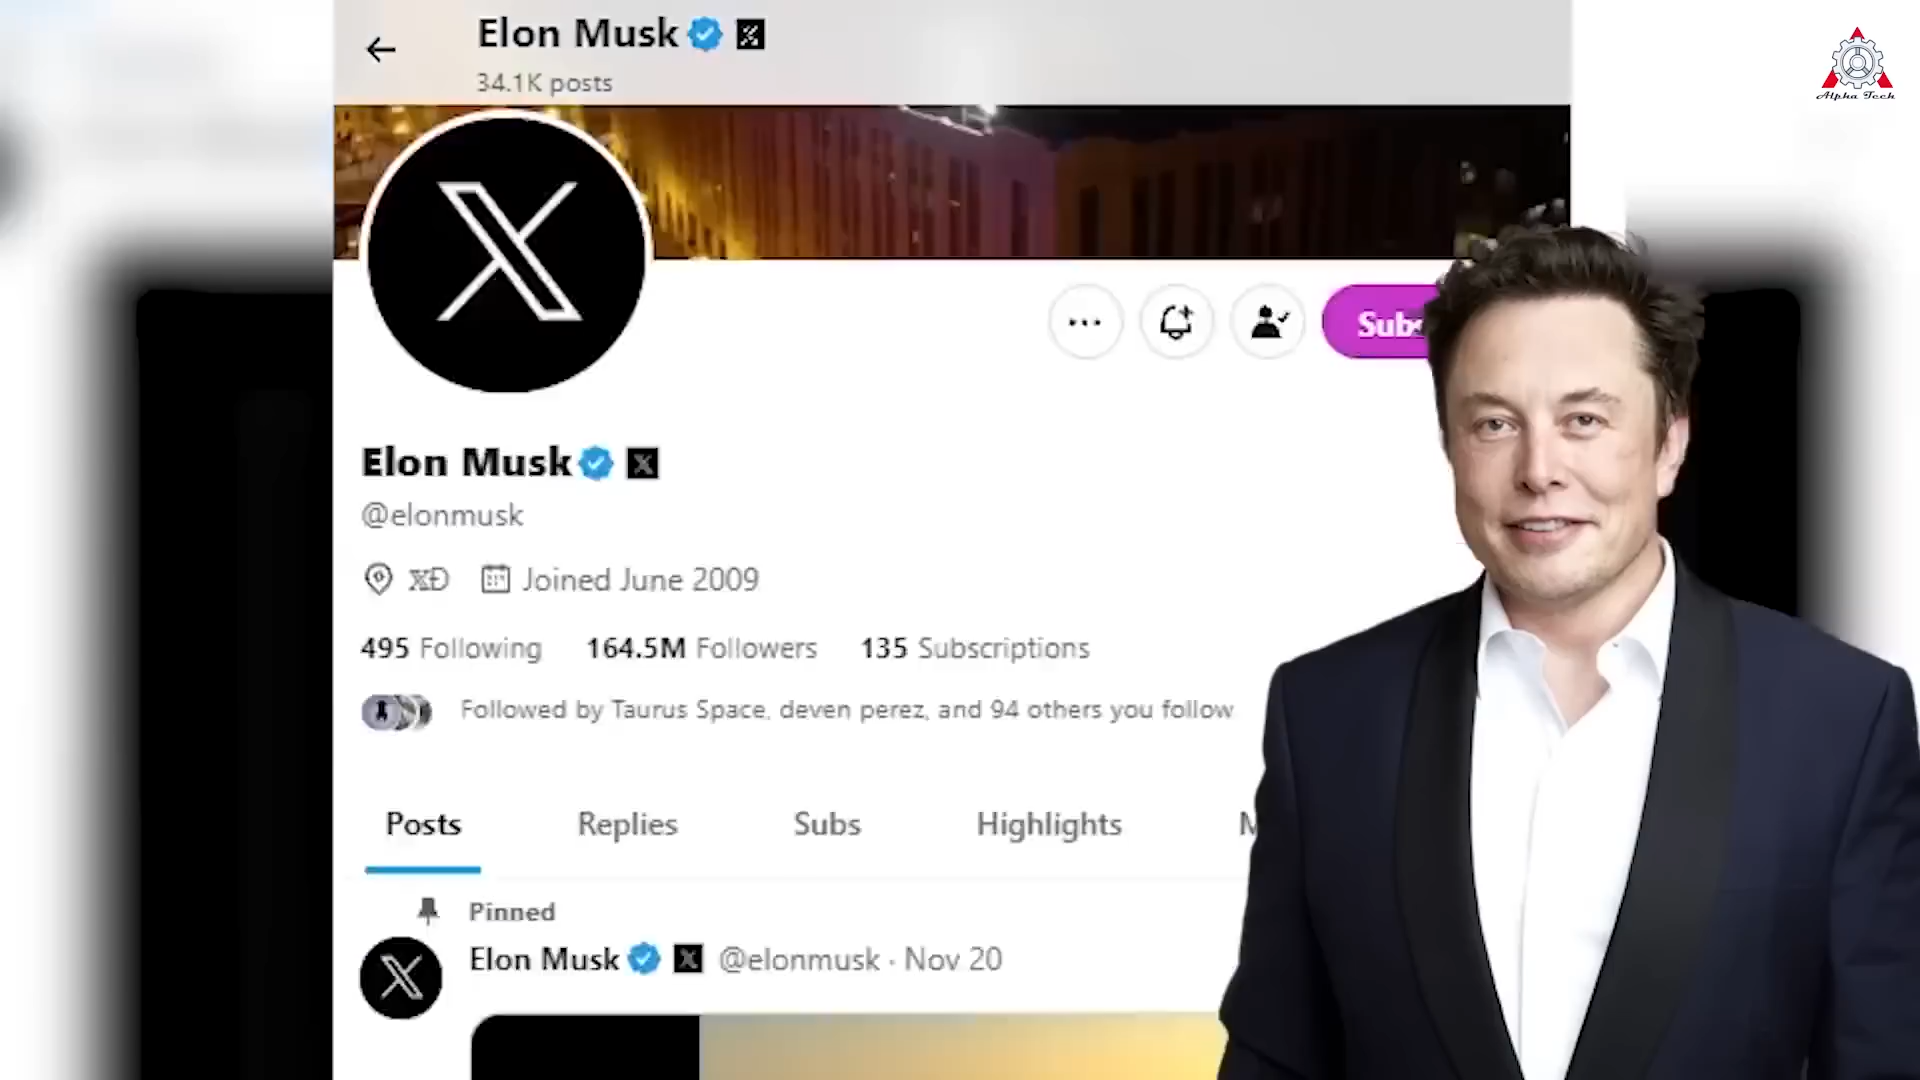 Elon Musk
34.1K posts
Alpha Tech
Subs
Elon Musk
@elonmusk
XÐ Joined June 2009
495 Following 164.5M Followers 135 Subscriptions
Followed by Taurus Space, deven perez, and 94 others you follow
Posts Replies Subs Highlights M
Pinned
Elon Musk @elonmusk · Nov 20